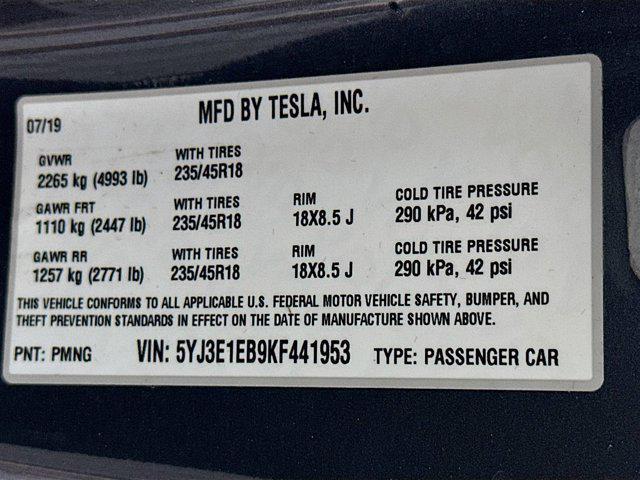 MFD BY TESLA, INC.
07/19
GVWR WITH TIRES
2265 kg (4993 lb) 235/45R18
GAWR FRT WITH TIRES RIM COLD TIRE PRESSURE
1110 kg (2447 lb) 235/45R18 18X8.5 J 290 kPa, 42 psi
GAWR RR WITH TIRES RIM COLD TIRE PRESSURE
1257 kg (2771 lb) 235/45R18 18X8.5 J 290 kPa, 42 psi
THIS VEHICLE CONFORMS TO ALL APPLICABLE U.S. FEDERAL MOTOR VEHICLE SAFETY, BUMPER, AND
THEFT PREVENTION STANDARDS IN EFFECT ON THE DATE OF MANUFACTURE SHOWN ABOVE.
PNT: PMNG VIN: 5YJ3E1EB9KF441953 TYPE: PASSENGER CAR